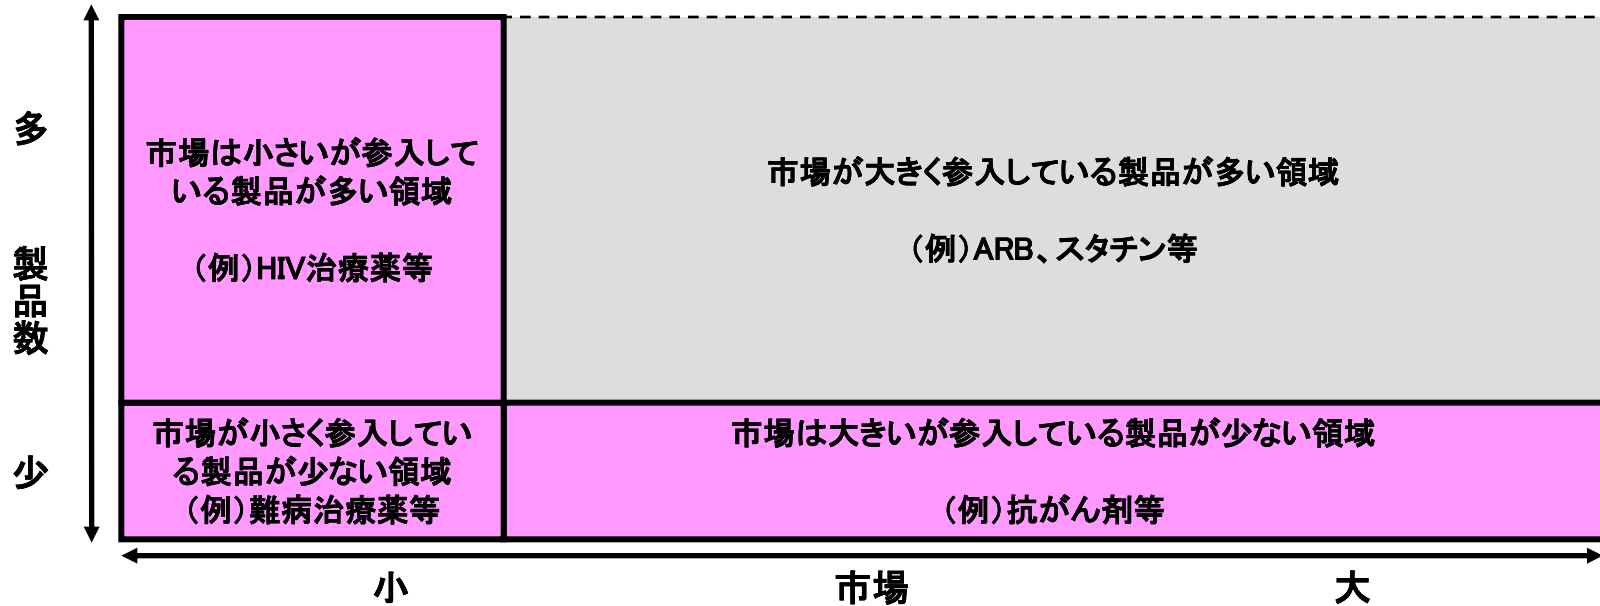 多
製品数
少
市場は小さいが参入して
いる製品が多い領域
（例）HIV治療薬等
市場が大きく参入している製品が多い領域
（例）ARB、スタチン等
市場が小さく参入してい
る製品が少ない領域
（例）難病治療薬等
市場は大きいが参入している製品が少ない領域
（例）抗がん剤等
小
市場
大